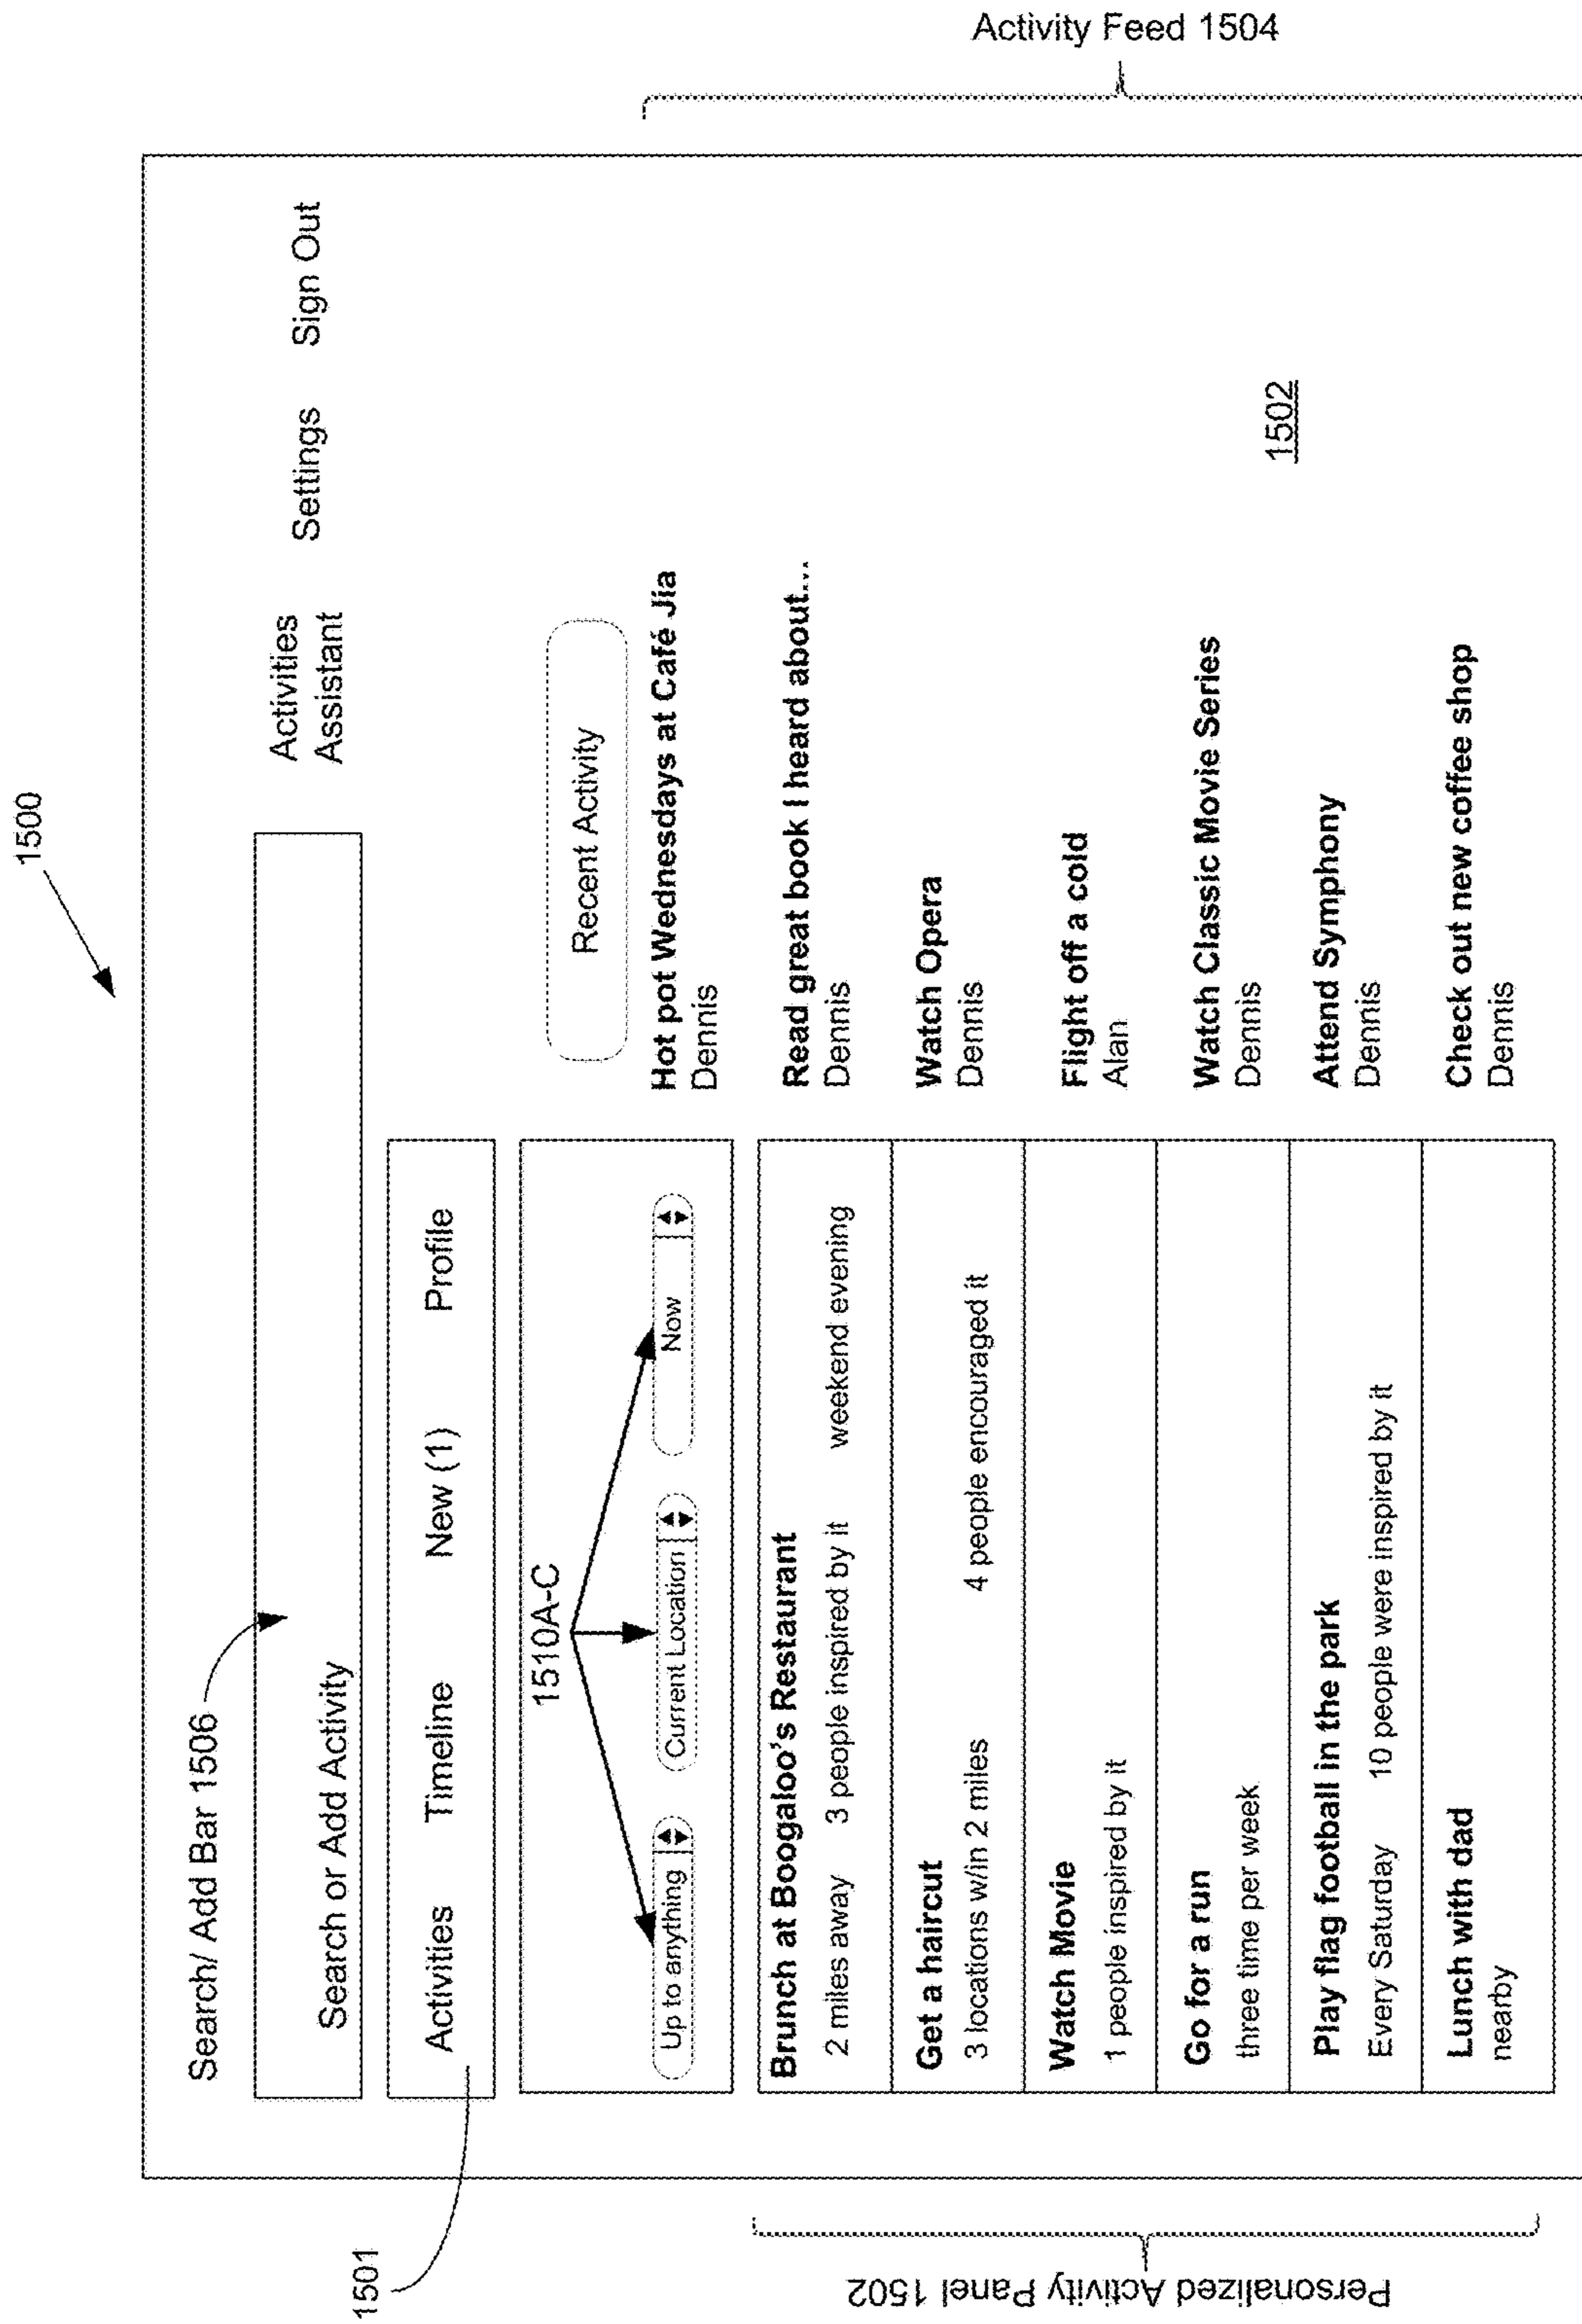 1500
Search/ Add Bar 1506
Search or Add Activity
Activities
Assistant
Settings
Sign Out
1501
Activities
Timeline
New (1)
Profile
1510A-C
Up to anything
Current Location
Now
Recent Activity
Activity Feed 1504
Personalized Activity Panel 1502
Brunch at Boogaloo's Restaurant
2 miles away 3 people inspired by it weekend evening
Get a haircut
3 locations w/in 2 miles 4 people encouraged it
Watch Movie
1 people inspired by it
Go for a run
three time per week
Play flag football in the park
Every Saturday 10 people were inspired by it
Lunch with dad
nearby
Hot pot Wednesdays at Café Jia
Dennis
Read great book I heard about...
Dennis
Watch Opera
Dennis
Flight off a cold
Alan
Watch Classic Movie Series
Dennis
Attend Symphony
Dennis
Check out new coffee shop
Dennis
1502